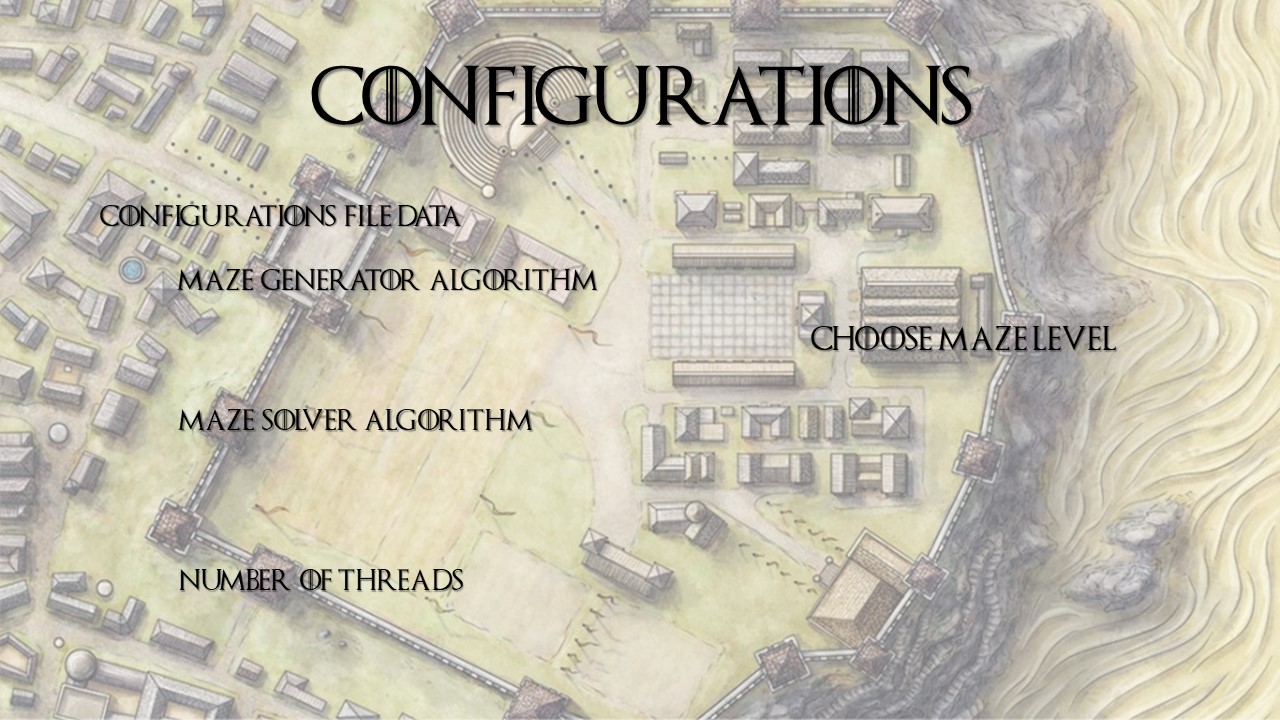 CONFIGURATIONS
CONFIGURATIONS FILE DATA
MAZE GENERATOR ALGORITHM
CHOOSE MAZE LEVEL
MAZE SOLVER ALGORITHM
NUMBER OF THREADS